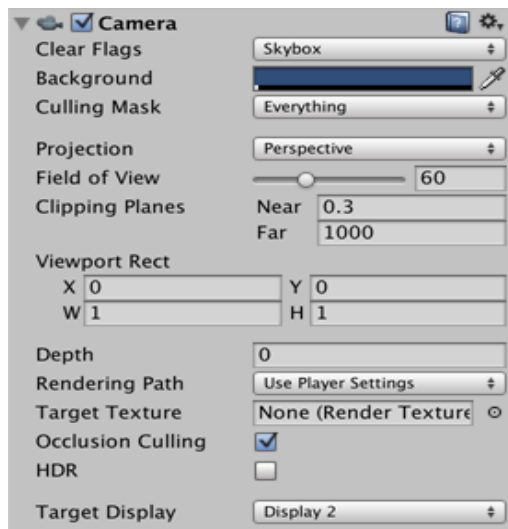 Camera
Clear Flags Skybox
Background
Culling Mask Everything
Projection Perspective
Field of View 60
Clipping Planes Near 0.3
Far 1000
Viewport Rect
X 0 Y 0
W 1 H 1
Depth 0
Rendering Path Use Player Settings
Target Texture None (Render Texture
Occlusion Culling
HDR
Target Display Display 2